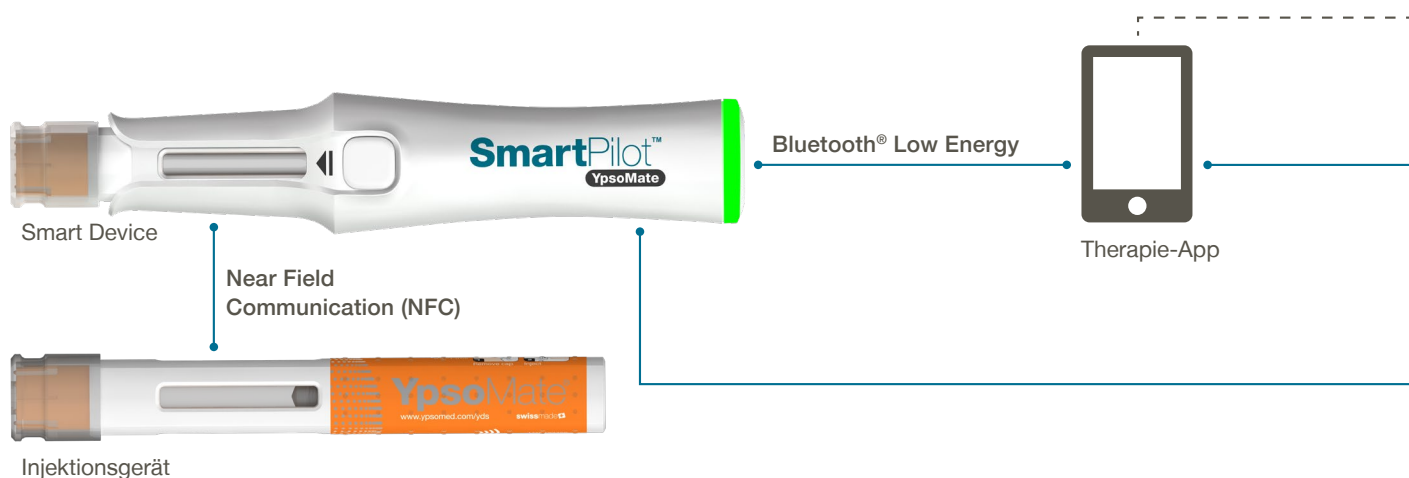 SmartPilot™
YpsoMate
Bluetooth® Low Energy
Smart Device
Therapie-App
Near Field
Communication (NFC)
YpsoMate®
www.ypsomed.com/yds
swissmade
Injektionsgerät